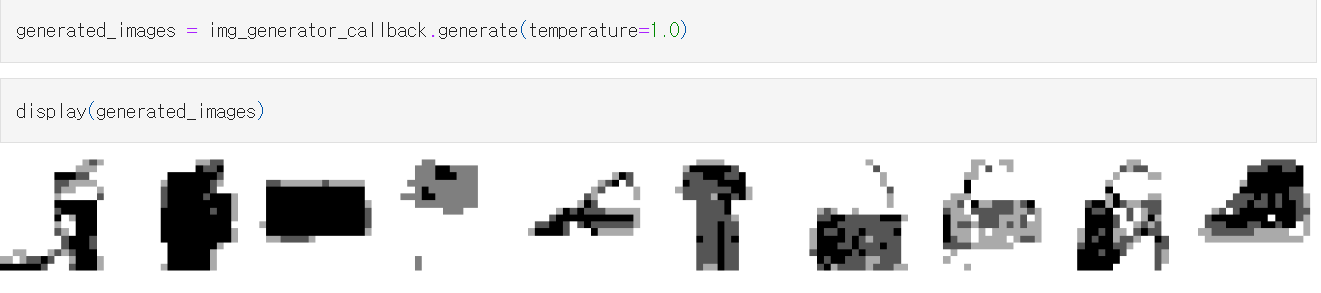 generated_images = img_generator_callback.generate(temperature=1.0)
display(generated_images)